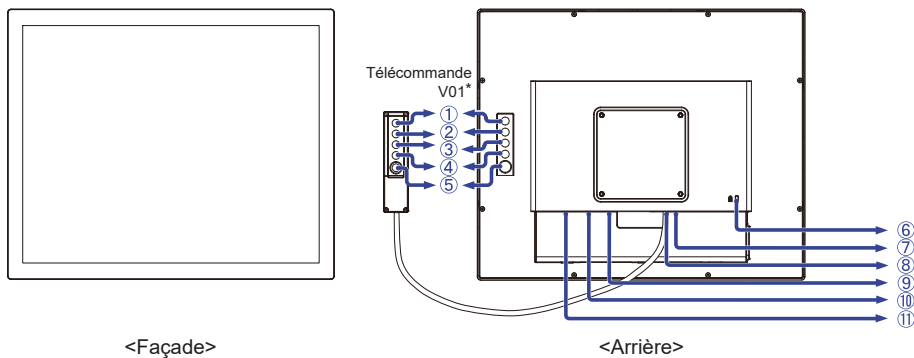 Télécommande
V01*
①
②
③
④
⑤
⑥
⑦
⑧
⑨
⑩
⑪
<Façade>
<Arrière>